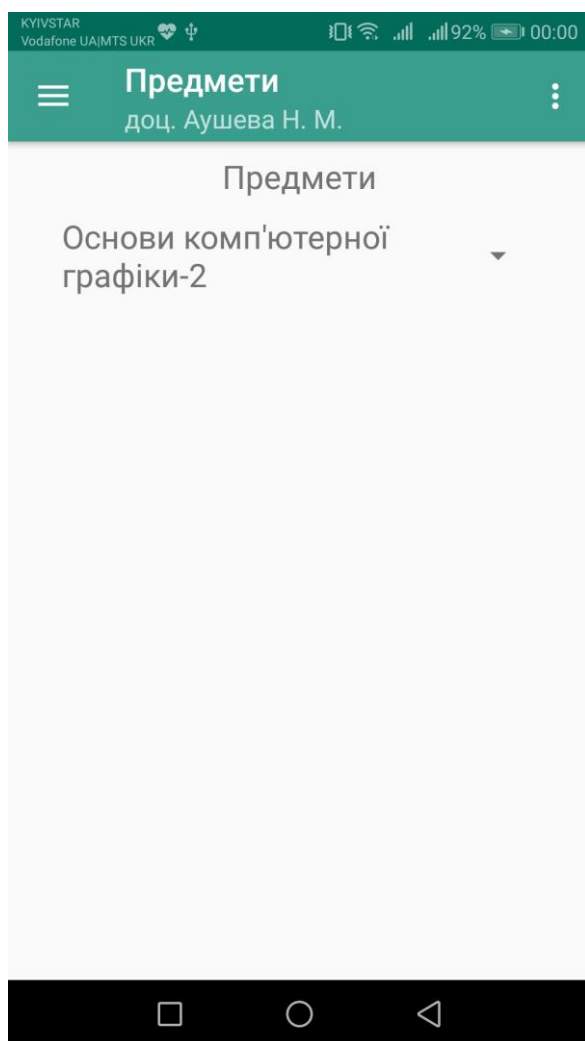 KYIVSTAR
Vodafone UA|MTS UKR
92% 00:00
Предмети
доц. Аушева Н. М.
Предмети
Основи комп'ютерної
графіки-2